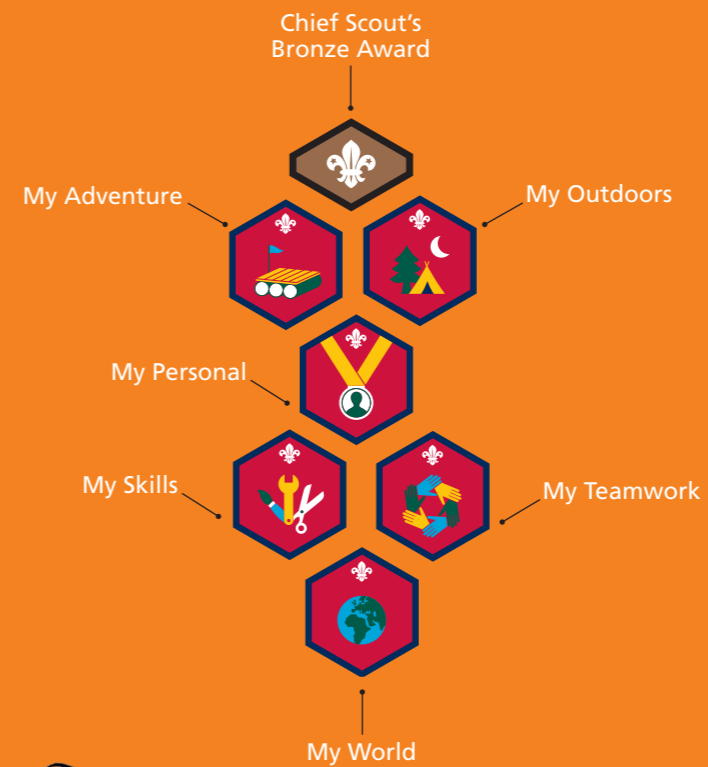 Chief Scout's
Bronze Award
My Adventure
My Outdoors
My Personal
My Skills
My Teamwork
My World